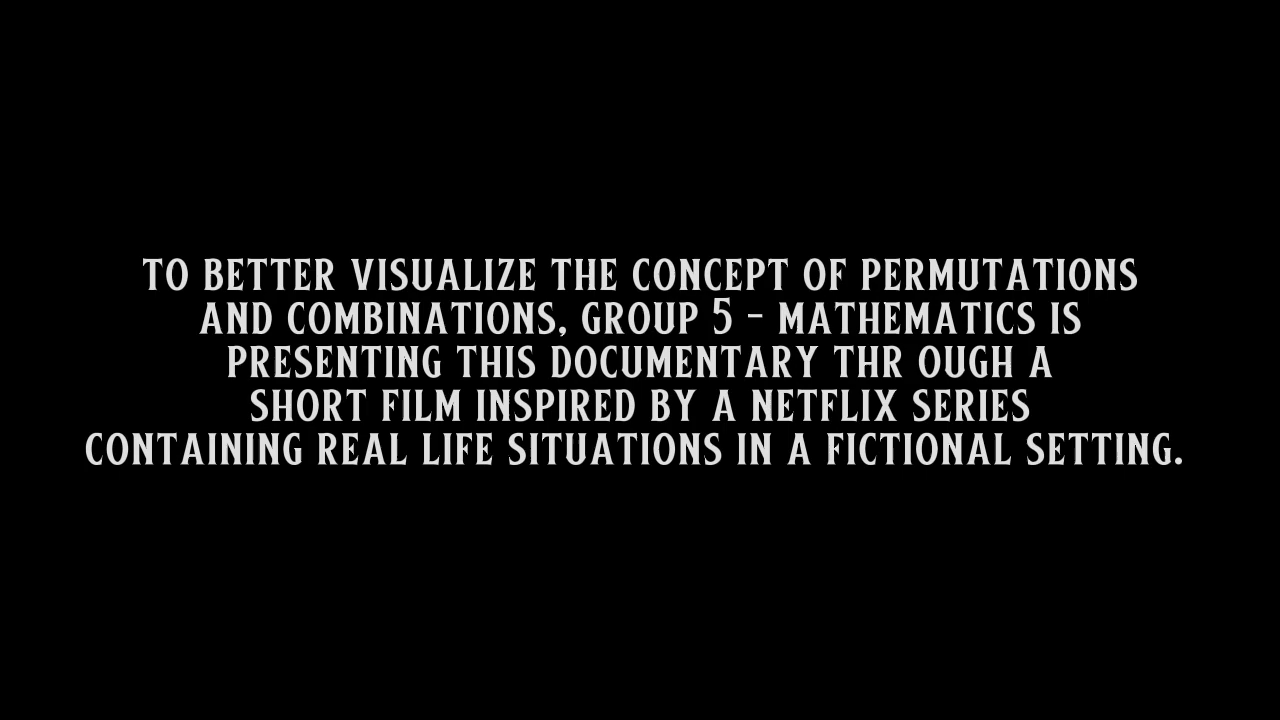 TO BETTER VISUALIZE THE CONCEPT OF PERMUTATIONS
AND COMBINATIONS, GROUP 5 - MATHEMATICS IS
PRESENTING THIS DOCUMENTARY THR OUGH A
SHORT FILM INSPIRED BY A NETFLIX SERIES
CONTAINING REAL LIFE SITUATIONS IN A FICTIONAL SETTING.